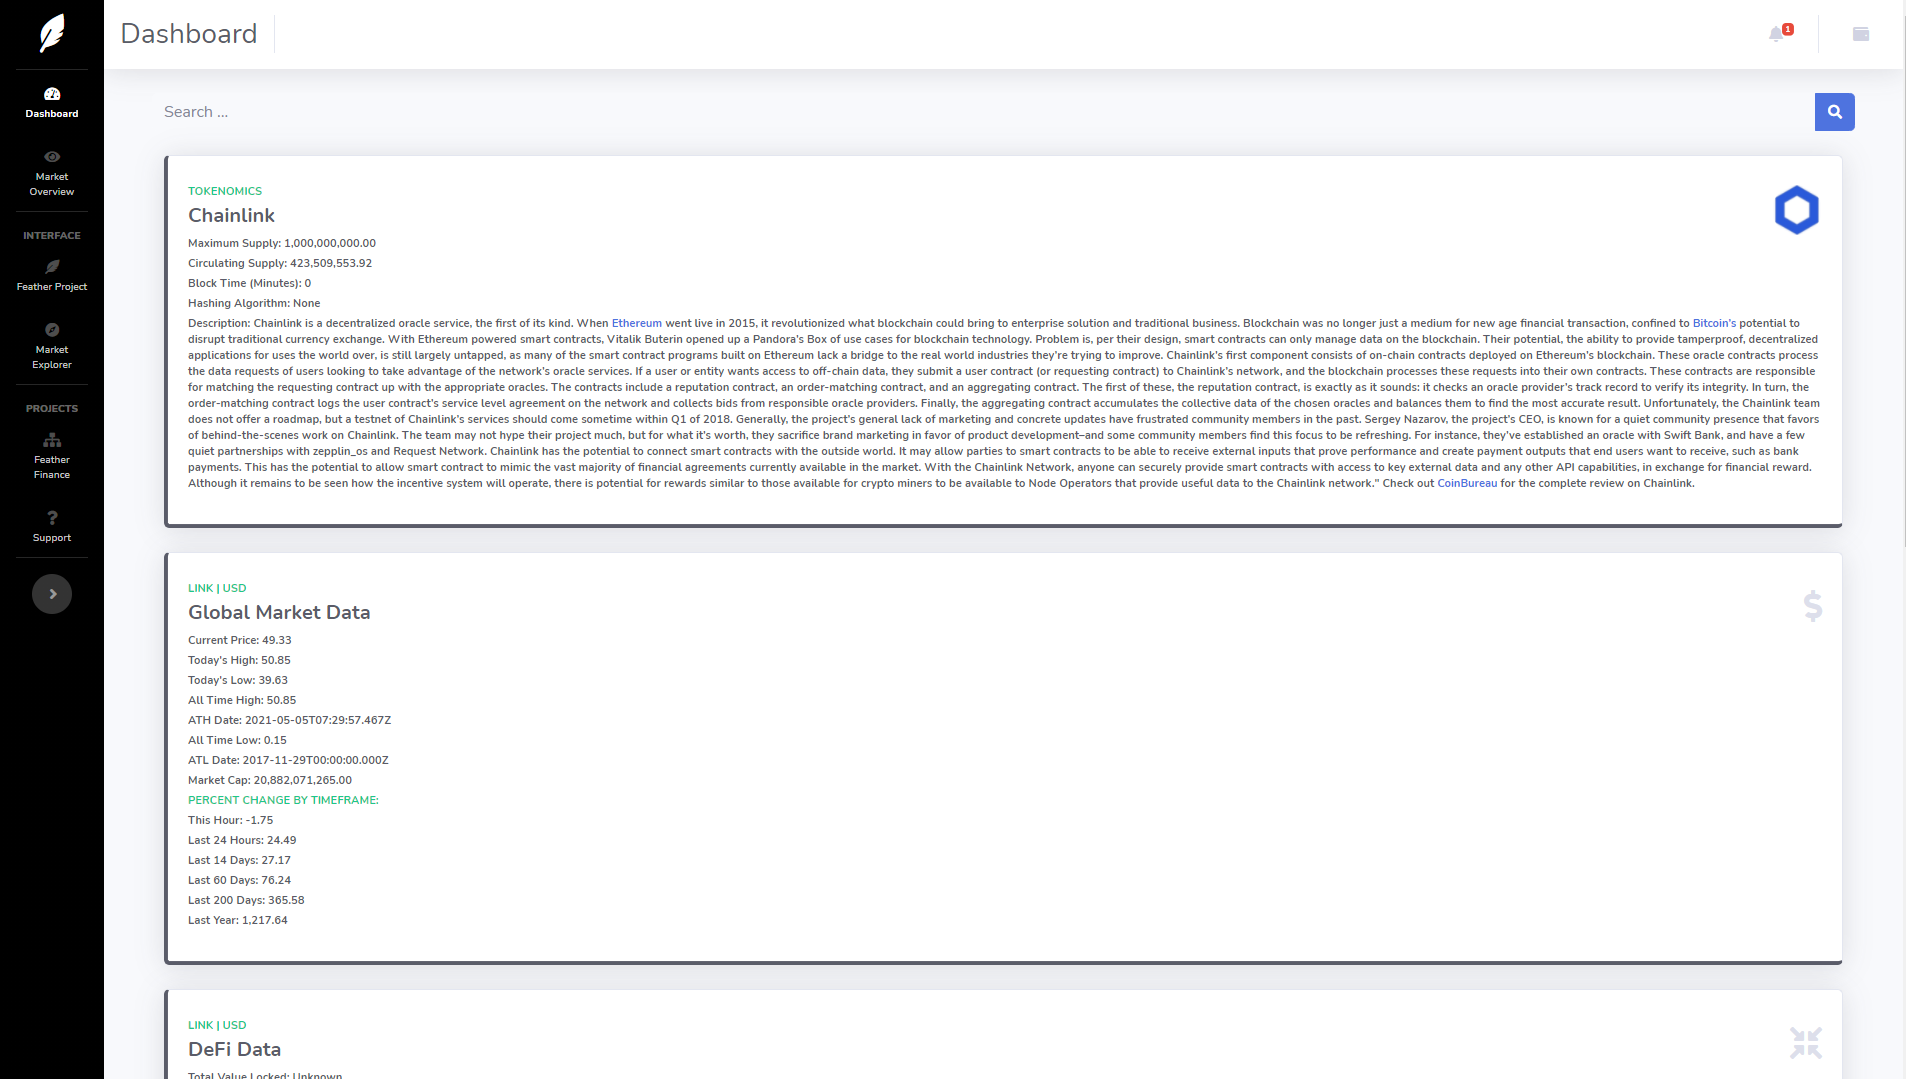 Dashboard
1
Dashboard
Market
Overview
INTERFACE
Feather Project
Market
Explorer
PROJECTS
Feather
Finance
Support
Search ...
TOKENOMICS
Chainlink
Maximum Supply: 1,000,000,000.00
Circulating Supply: 423,509,553.92
Block Time (Minutes): 0
Hashing Algorithm: None
Description: Chainlink is a decentralized oracle service, the first of its kind. When Ethereum went live in 2015, it revolutionized what blockchain could bring to enterprise solution and traditional business. Blockchain was no longer just a medium for new age financial transaction, confined to Bitcoin's potential to
disrupt traditional currency exchange. With Ethereum powered smart contracts, Vitalik Buterin opened up a Pandora's Box of use cases for blockchain technology. Problem is, per their design, smart contracts can only manage data on the blockchain. Their potential, the ability to provide tamperproof, decentralized
applications for uses the world over, is still largely untapped, as many of the smart contract programs built on Ethereum lack a bridge to the real world industries they're trying to improve. Chainlink's first component consists of on-chain contracts deployed on Ethereum's blockchain. These oracle contracts process
the data requests of users looking to take advantage of the network's oracle services. If a user or entity wants access to off-chain data, they submit a user contract (or requesting contract) to Chainlink's network, and the blockchain processes these requests into their own contracts. These contracts are responsible
for matching the requesting contract up with the appropriate oracles. The contracts include a reputation contract, an order-matching contract, and an aggregating contract. The first of these, the reputation contract, is exactly as it sounds: it checks an oracle provider's track record to verify its integrity. In turn, the
order-matching contract logs the user contract's service level agreement on the network and collects bids from responsible oracle providers. Finally, the aggregating contract accumulates the collective data of the chosen oracles and balances them to find the most accurate result. Unfortunately, the Chainlink team
does not offer a roadmap, but a testnet of Chainlink's services should come sometime within Q1 of 2018. Generally, the project's general lack of marketing and concrete updates have frustrated community members in the past. Sergey Nazarov, the project's CEO, is known for a quiet community presence that favors
of behind-the-scenes work on Chainlink. The team may not hype their project much, but for what it's worth, they sacrifice brand marketing in favor of product development—and some community members find this focus to be refreshing. For instance, they've established an oracle with Swift Bank, and have a few
quiet partnerships with zepplin_os and Request Network. Chainlink has the potential to connect smart contracts with the outside world. It may allow parties to smart contracts to be able to receive external inputs that prove performance and create payment outputs that end users want to receive, such as bank
payments. This has the potential to allow smart contract to mimic the vast majority of financial agreements currently available in the market. With the Chainlink Network, anyone can securely provide smart contracts with access to key external data and any other API capabilities, in exchange for financial reward.
Although it remains to be seen how the incentive system will operate, there is potential for rewards similar to those available for crypto miners to be available to Node Operators that provide useful data to the Chainlink network." Check out CoinBureau for the complete review on Chainlink.
LINK | USD
Global Market Data
Current Price: 49.33
Today's High: 50.85
Today's Low: 39.63
All Time High: 50.85
ATH Date: 2021-05-05T07:29:57.467Z
All Time Low: 0.15
ATL Date: 2017-11-29T00:00:00.000Z
Market Cap: 20,882,071,265.00
PERCENT CHANGE BY TIMEFRAME:
This Hour: -1.75
Last 24 Hours: 24.49
Last 14 Days: 27.17
Last 60 Days: 76.24
Last 200 Days: 365.58
Last Year: 1,217.64
LINK | USD
DeFi Data
Total Value Locked: Unknown